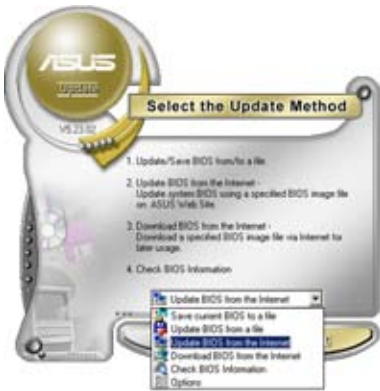 ASUS
Update
V5.23.02
Select the Update Method
1. Update/Save BIOS from/to a file.
2. Update BIOS from the Internet -
Update system BIOS using a specified BIOS image file
on ASUS Web Site.
3. Download BIOS from the Internet -
Download a specified BIOS image file via Internet for
later usage.
4. Check BIOS Information
Update BIOS from the Internet
Save current BIOS to a file
Update BIOS from a file
Update BIOS from the Internet
Download BIOS from the Internet
Check BIOS Information
Options